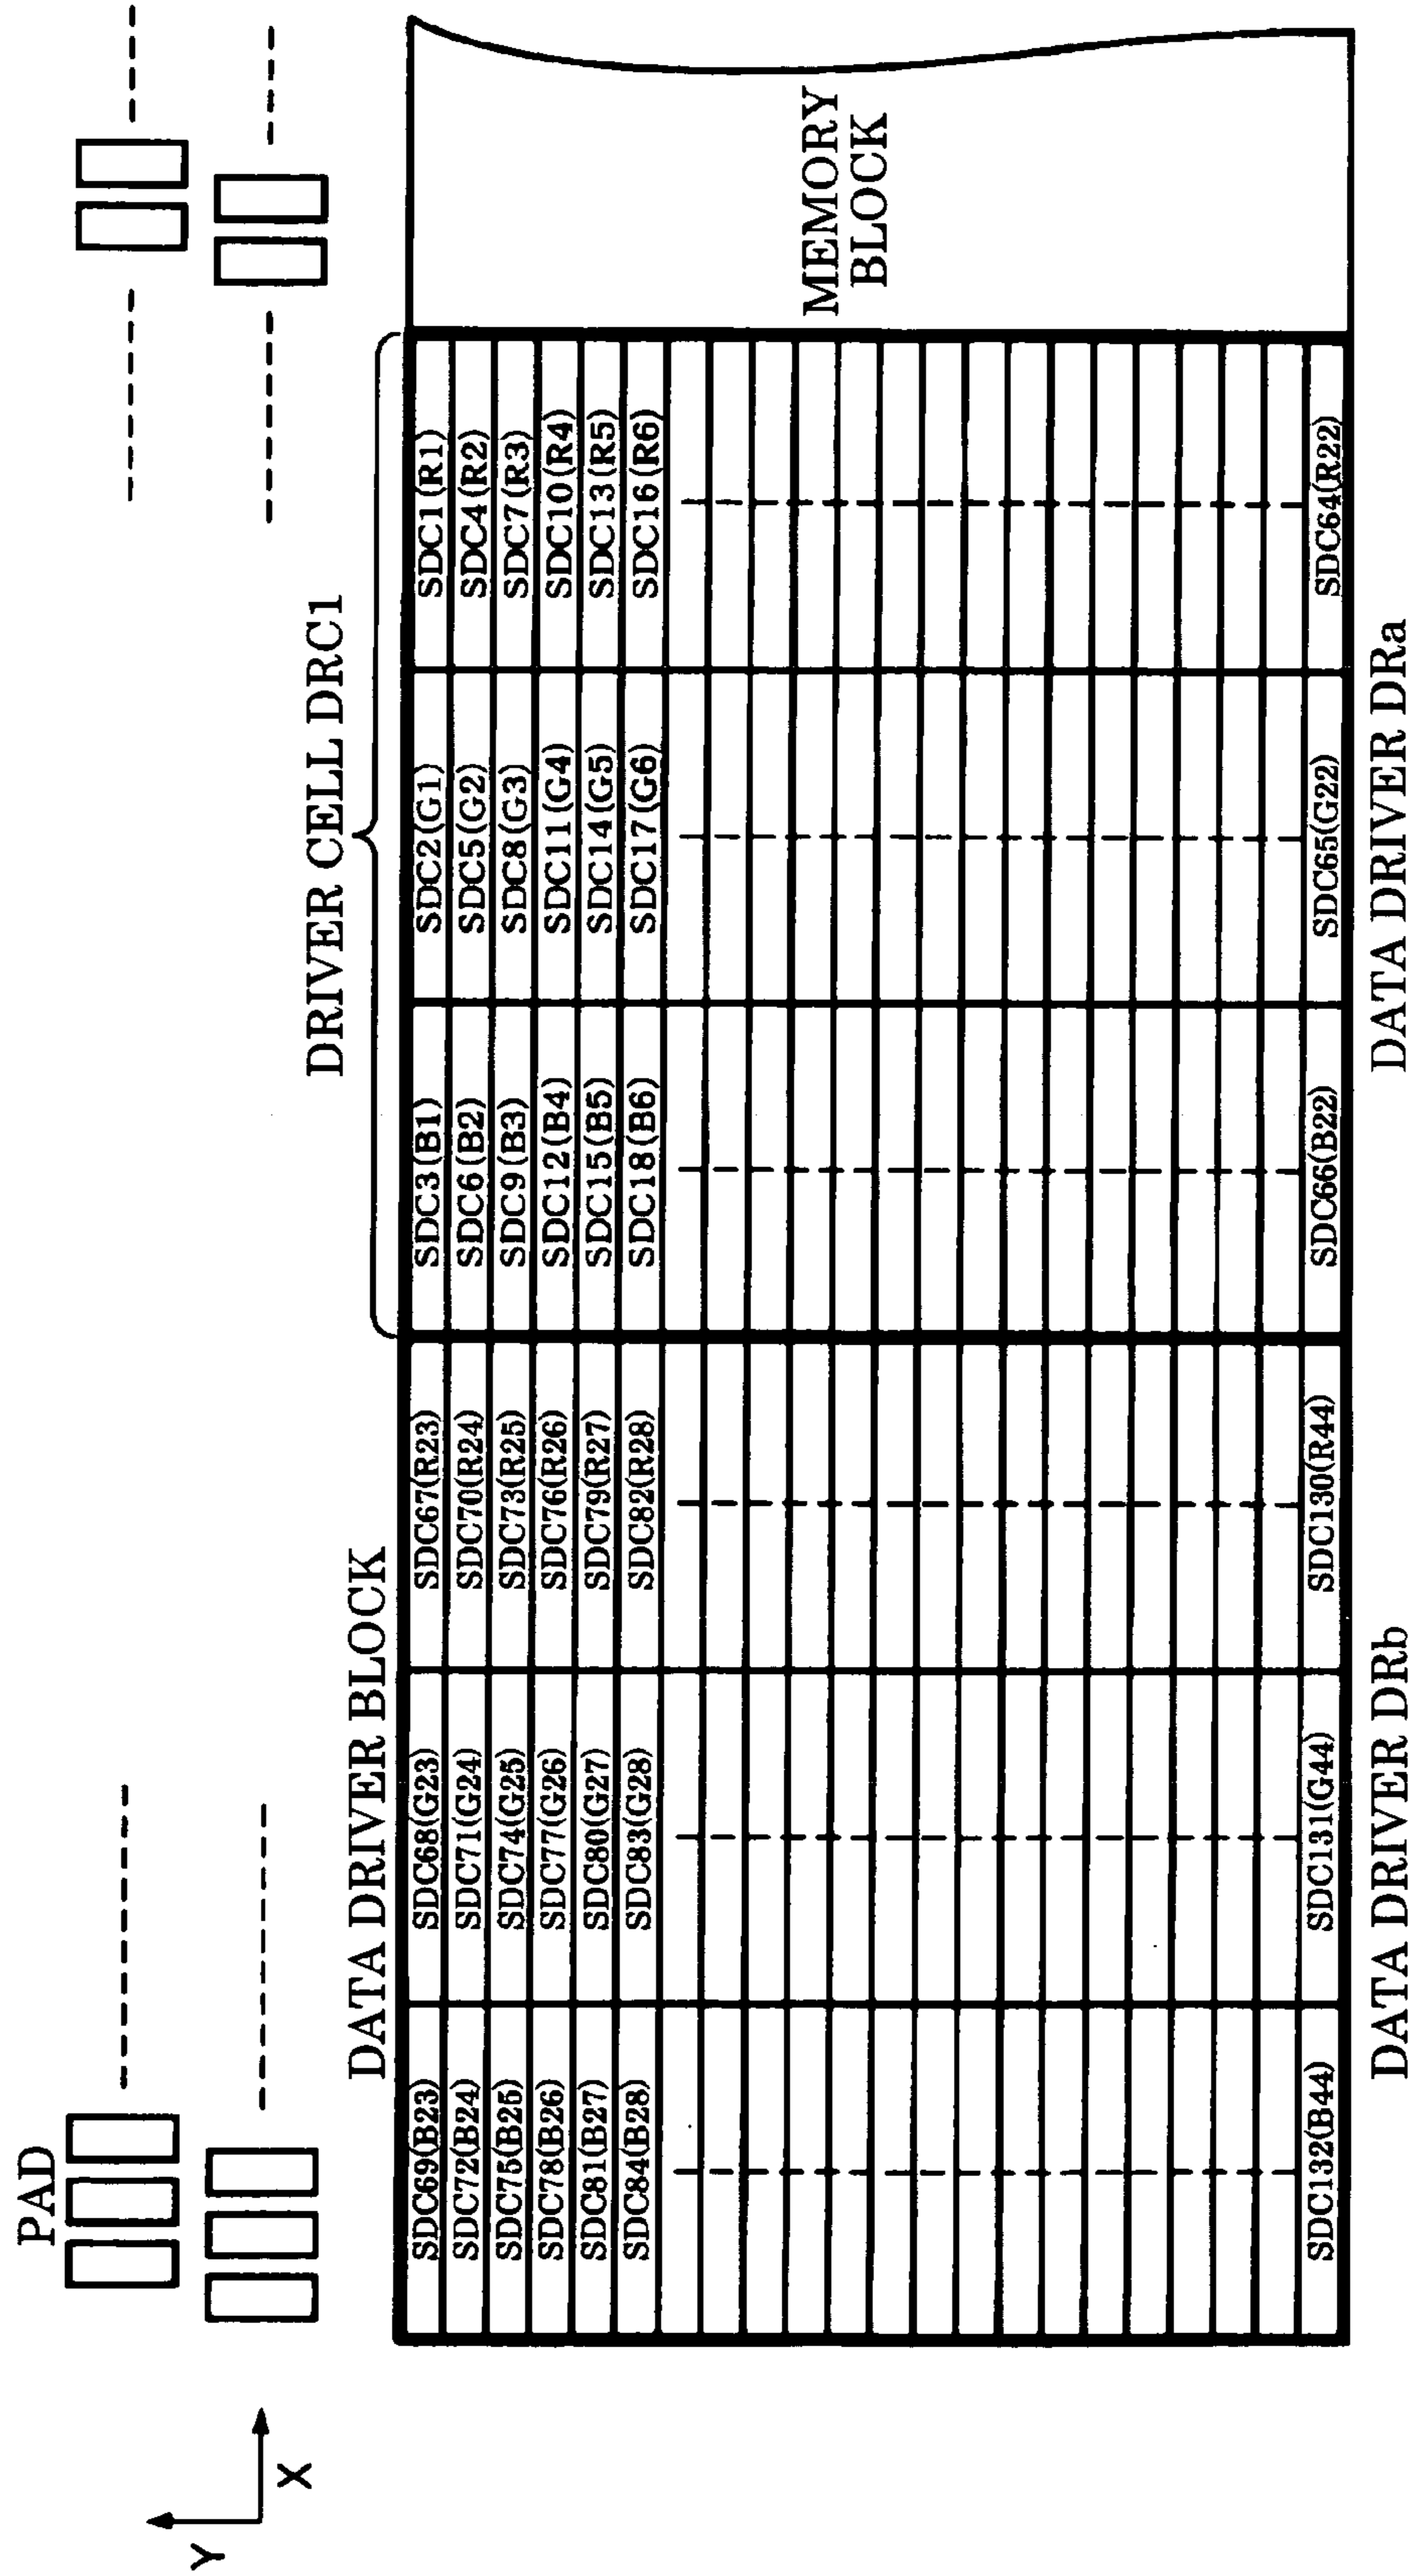 PAD
Y
X
DRIVER CELL DRC1
DATA DRIVER BLOCK
SDC69(B23)
SDC68(G23)
SDC67(R23)
SDC3(B1)
SDC2(G1)
SDC1(R1)
SDC72(B24)
SDC71(G24)
SDC70(R24)
SDC6(B2)
SDC5(G2)
SDC4(R2)
SDC75(B25)
SDC74(G25)
SDC73(R25)
SDC9(B3)
SDC8(G3)
SDC7(R3)
SDC78(B26)
SDC77(G26)
SDC76(R26)
SDC12(B4)
SDC11(G4)
SDC10(R4)
SDC81(B27)
SDC80(G27)
SDC79(R27)
SDC15(B5)
SDC14(G5)
SDC13(R5)
SDC84(B28)
SDC83(G28)
SDC82(R28)
SDC18(B6)
SDC17(G6)
SDC16(R6)
MEMORY
BLOCK
SDC132(B44)
SDC131(G44)
SDC130(R44)
SDC66(B22)
SDC65(G22)
SDC64(R22)
DATA DRIVER DRb
DATA DRIVER DRa